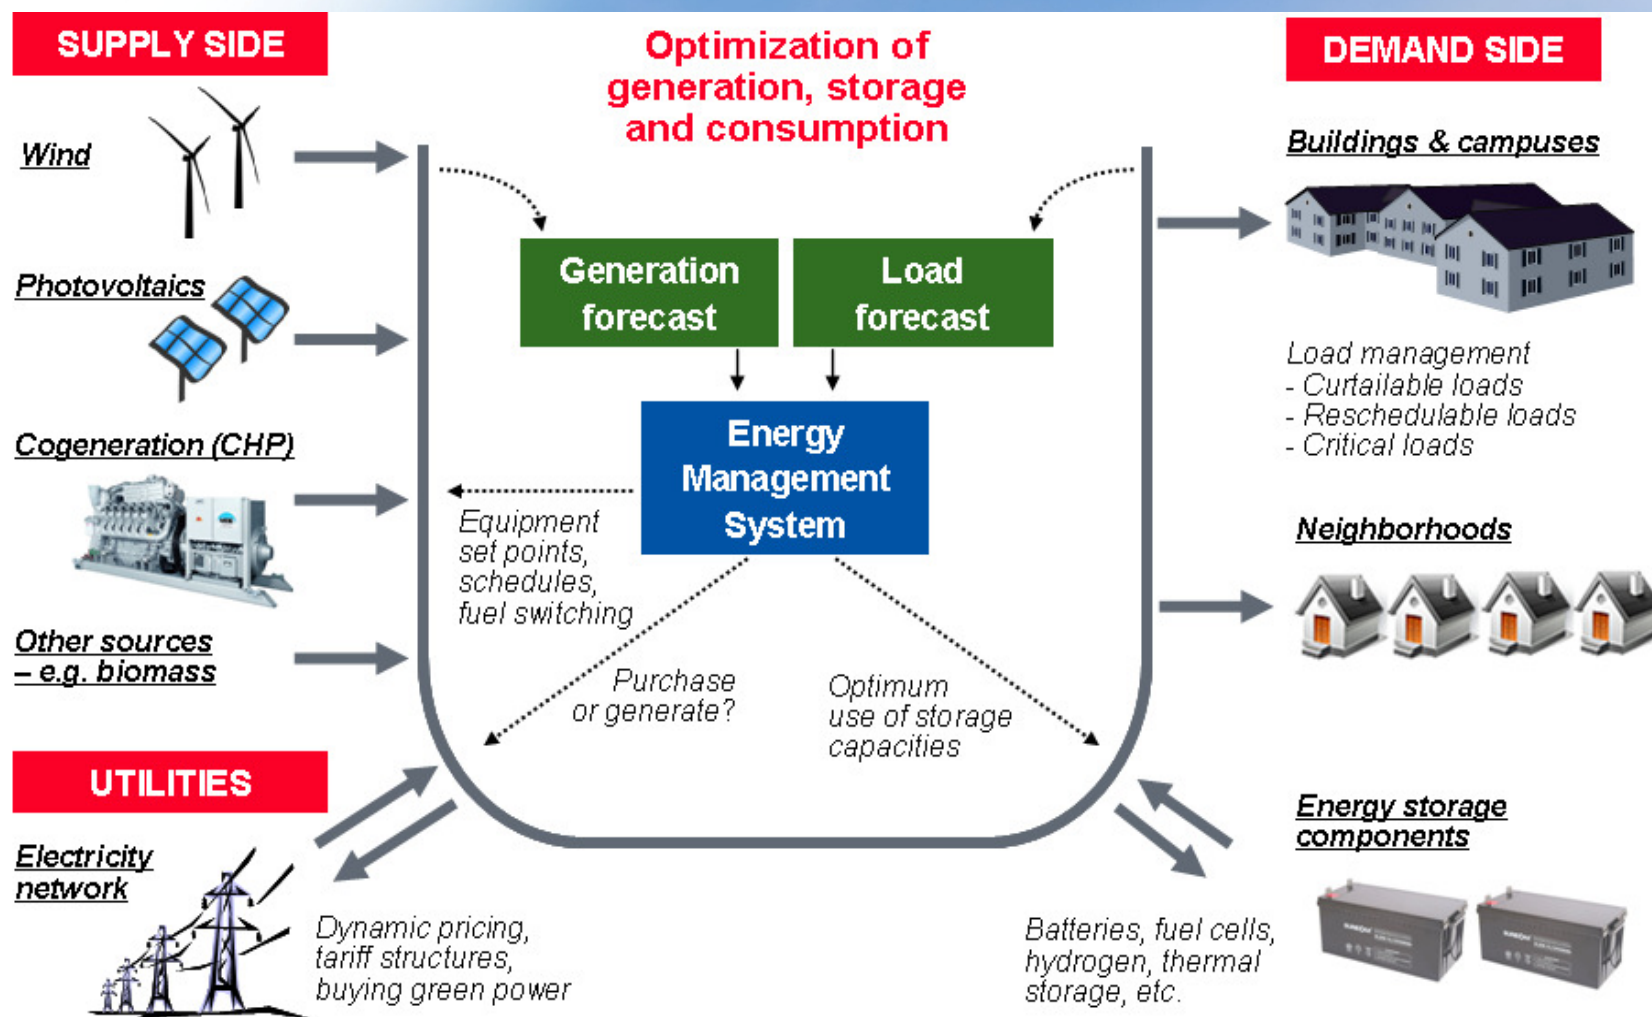 SUPPLY SIDE
Wind
Photovoltaics
Cogeneration (CHP)
Other sources
– e.g. biomass
UTILITIES
Electricity
network
Dynamic pricing,
tariff structures,
buying green power
Optimization of
generation, storage
and consumption
Generation
forecast
Load
forecast
Energy
Management
System
Equipment
set points,
schedules,
fuel switching
Purchase
or generate?
Optimum
use of storage
capacities
DEMAND SIDE
Buildings & campuses
Load management
- Curtailable loads
- Reschedulable loads
- Critical loads
Neighborhoods
Energy storage
components
Batteries, fuel cells,
hydrogen, thermal
storage, etc.